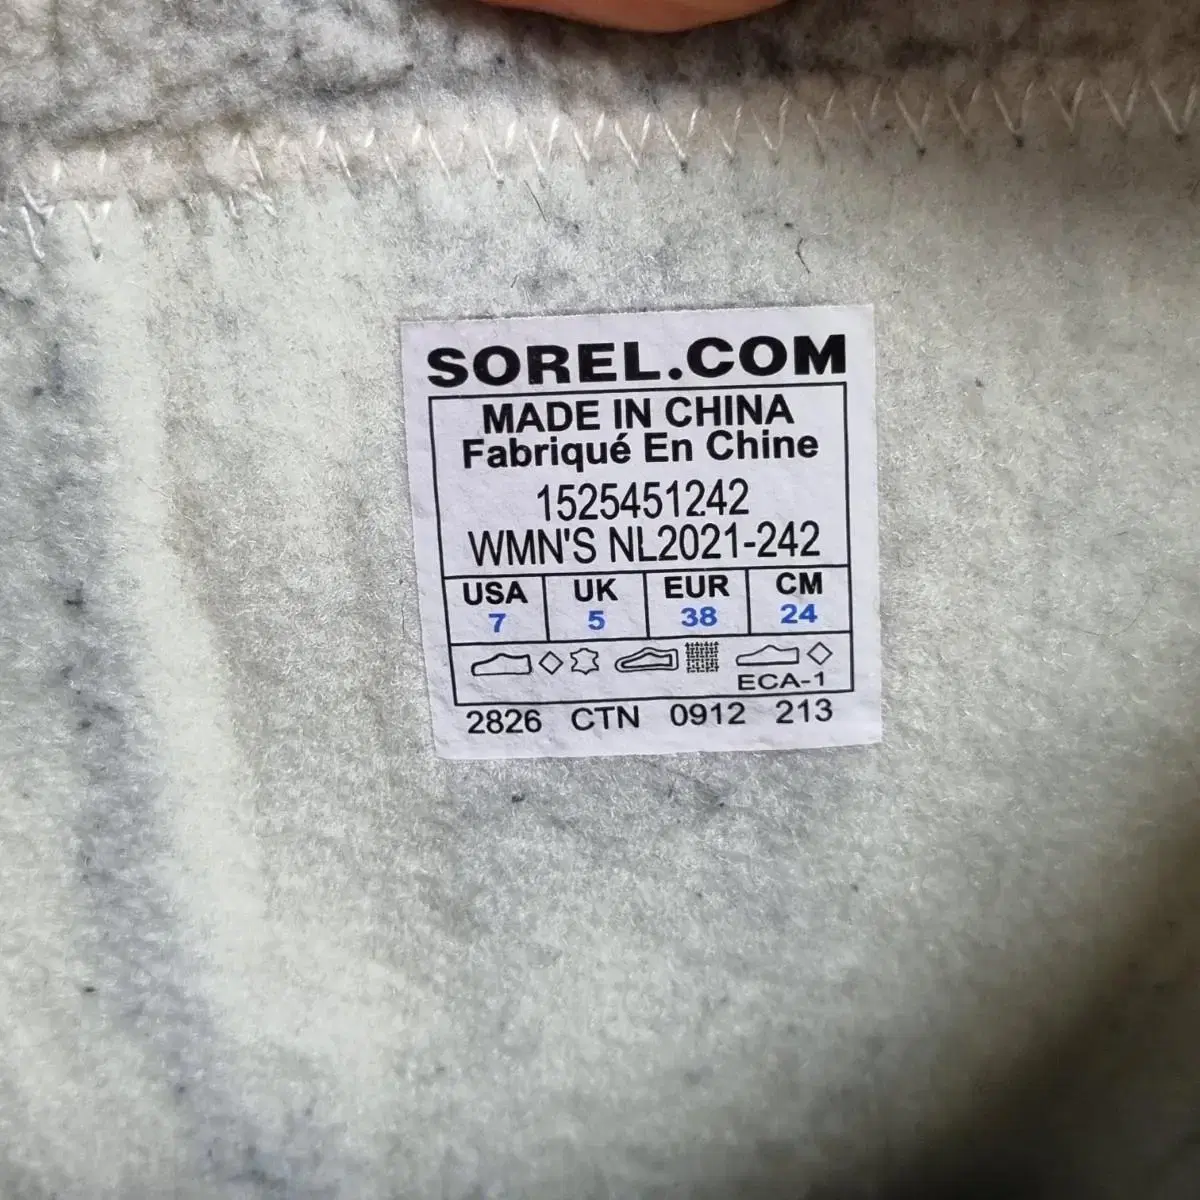 SOREL.COM
MADE IN CHINA
Fabriqué En Chine
1525451242
WMN'S NL2021-242
USA UK EUR CM
7 5 38 24
ECA-1
2826 CTN 0912 213